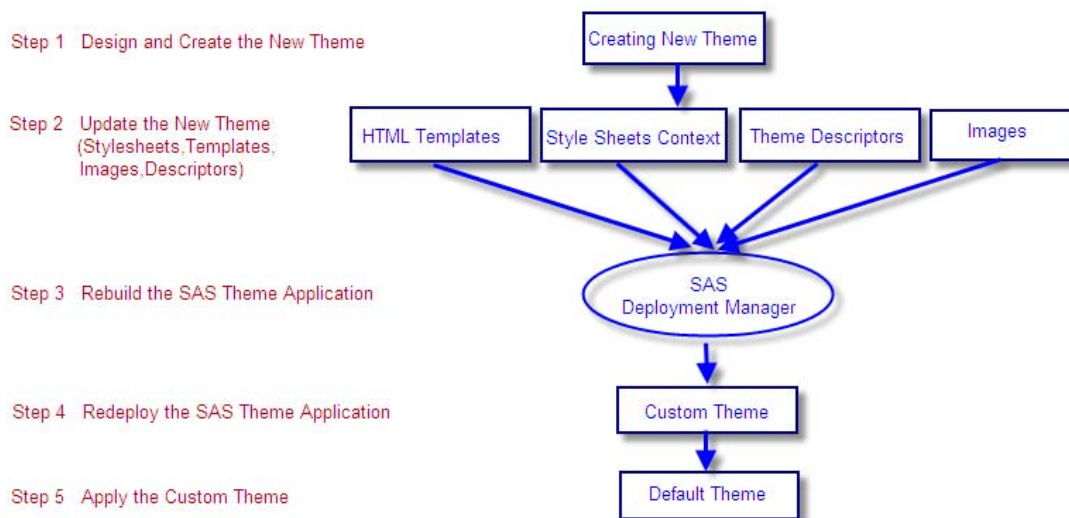 Step 1 Design and Create the New Theme
Creating New Theme
Step 2 Update the New Theme
(Stylesheets,Templates,
Images,Descriptors)
HTML Templates
Style Sheets Context
Theme Descriptors
Images
Step 3 Rebuild the SAS Theme Application
SAS
Deployment Manager
Step 4 Redeploy the SAS Theme Application
Custom Theme
Step 5 Apply the Custom Theme
Default Theme